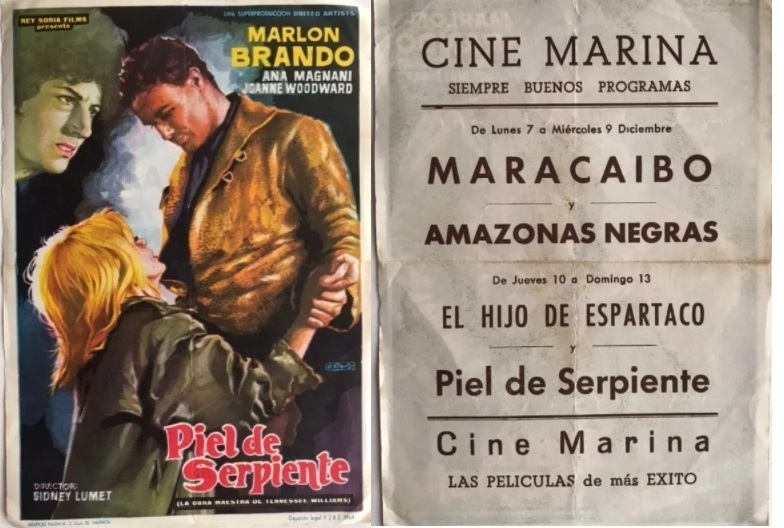 REY SORIA FILMS
presenta
UNA SUPERPRODUCCION UNITED ARTISTS
MARLON
BRANDO
ANA MAGNANI
JOANNE WOODWARD
Piel de
Serpiente
(LA OBRA MAESTRA DE TENNESSEE WILLIAMS)
DIRECTOR:
SIDNEY LUMET
CINE MARINA
SIEMPRE BUENOS PROGRAMAS
De Lunes 7 a Miércoles 9 Diciembre
MARACAIBO
y
AMAZONAS NEGRAS
De Jueves 10 a Domingo 13
EL HIJO DE ESPARTACO
y
Piel de Serpiente
Cine Marina
LAS PELICULAS de más EXITO